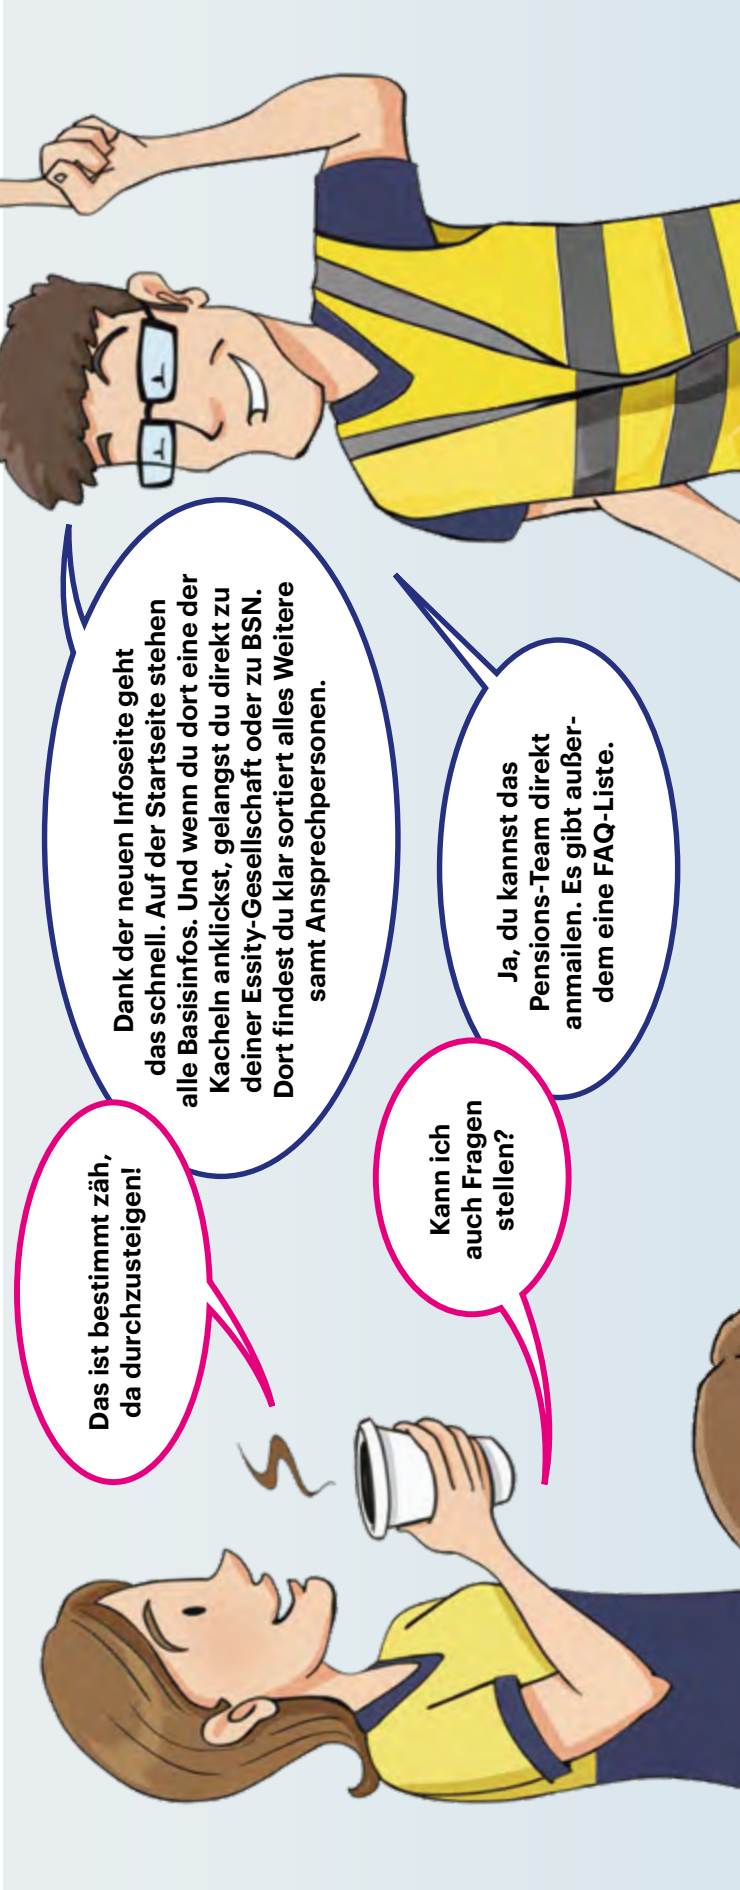 Das ist bestimmt zäh,
da durchzusteigen!
Dank der neuen Infoseite geht
das schnell. Auf der Startseite stehen
alle Basisinfos. Und wenn du dort eine der
Kacheln anklickst, gelangst du direkt zu
deiner Essity-Gesellschaft oder zu BSN.
Dort findest du klar sortiert alles Weitere
samt Ansprechpersonen.
Kann ich
auch Fragen
stellen?
Ja, du kannst das
Pensions-Team direkt
anmailen. Es gibt außer-
dem eine FAQ-Liste.